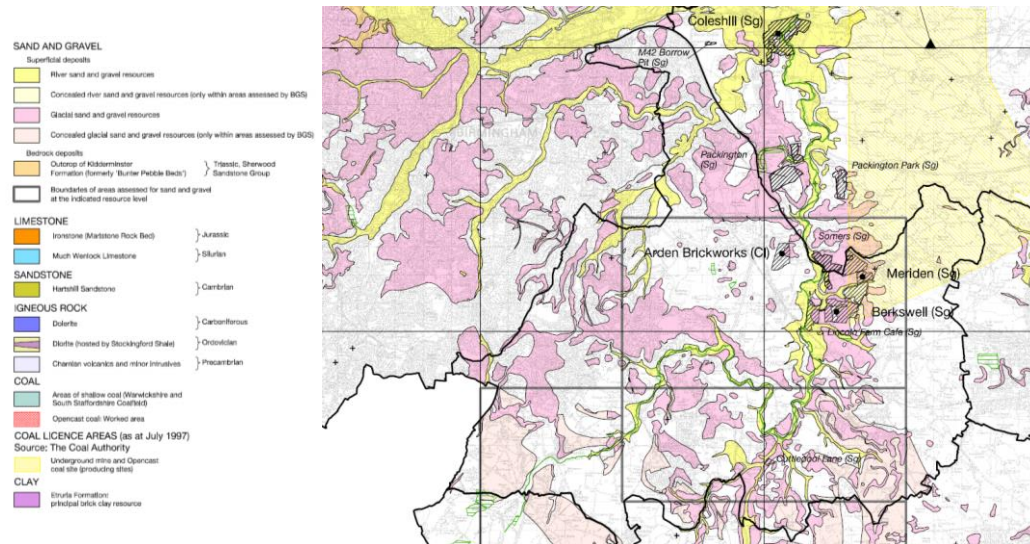 SAND AND GRAVEL
Superficial deposits
River sand and gravel resources
Concealed river sand and gravel resources (only within areas assessed by BGS)
Glacial sand and gravel resources
Concealed glacial sand and gravel resources (only within areas assessed by BGS)
Bedrock deposits
Outcrop of Kidderminster
Formation (formerly 'Bunter Pebble Beds')
Triassic, Sherwood
Sandstone Group
Boundaries of areas assessed for sand and gravel
at the indicated resource level
LIMESTONE
Ironstone (Marlstone Rock Bed)
Jurassic
Much Wenlock Limestone
Silurian
SANDSTONE
Hartshill Sandstone
Cambrian
IGNEOUS ROCK
Dolerite
Carboniferous
Diorite (hosted by Stockingford Shale)
Ordovician
Charnian volcanics and minor intrusives
Precambrian
COAL
Areas of shallow coal (Warwickshire and
South Staffordshire Coalfield)
Opencast coal: Worked area
COAL LICENCE AREAS (as at July 1997)
Source: The Coal Authority
Underground mine and Opencast
coal site (producing sites)
CLAY
Etruria Formation:
principal brick clay resource
Coleshill (Sg)
M42 Borrow
Pit (Sg)
BIRMINGHAM
Packington
(Sg)
Packington Park (Sg)
Somers (Sg)
Arden Brickworks (Cl)
Meriden (Sg)
Berkswell (Sg)
Lincoln Farm Cafe (Sg)
Cuttlepool Lane (Sg)